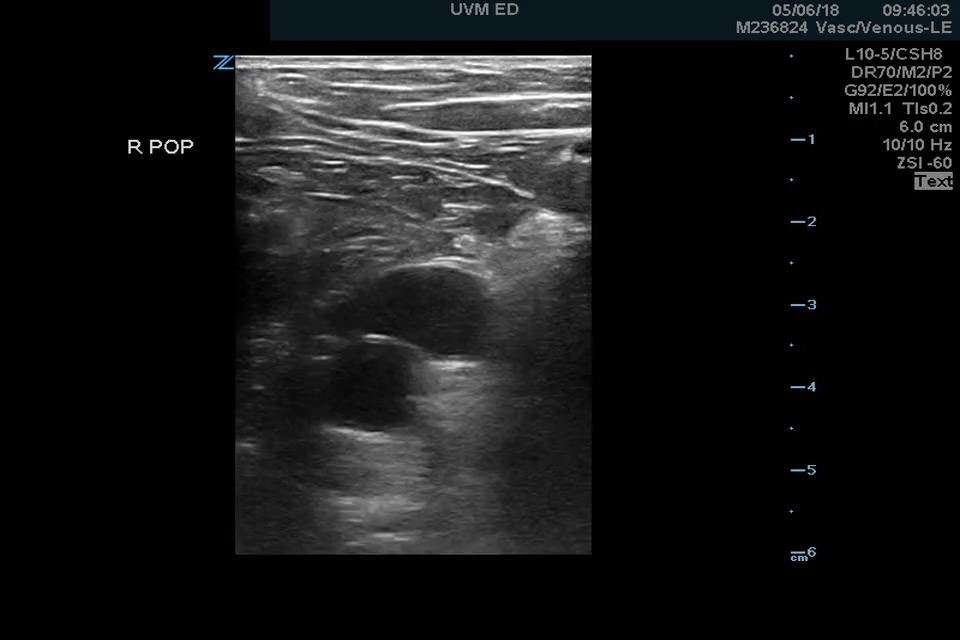 UVM ED
05/06/18 09:46:03
M236824 Vasc/Venous-LE
L10-5/CSH8
DR70/M2/P2
G92/E2/100%
MI1.1 TIs0.2
6.0 cm
10/10 Hz
ZSI -60
Text
Z
R POP
1
2
3
4
5
6
cm